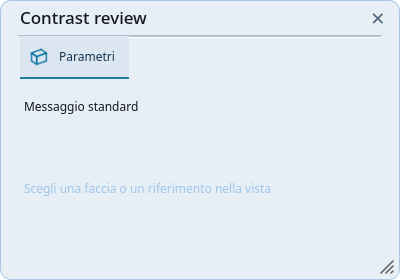 Contrast review
Parametri
Messaggio standard
Scegli una faccia o un riferimento nella vista